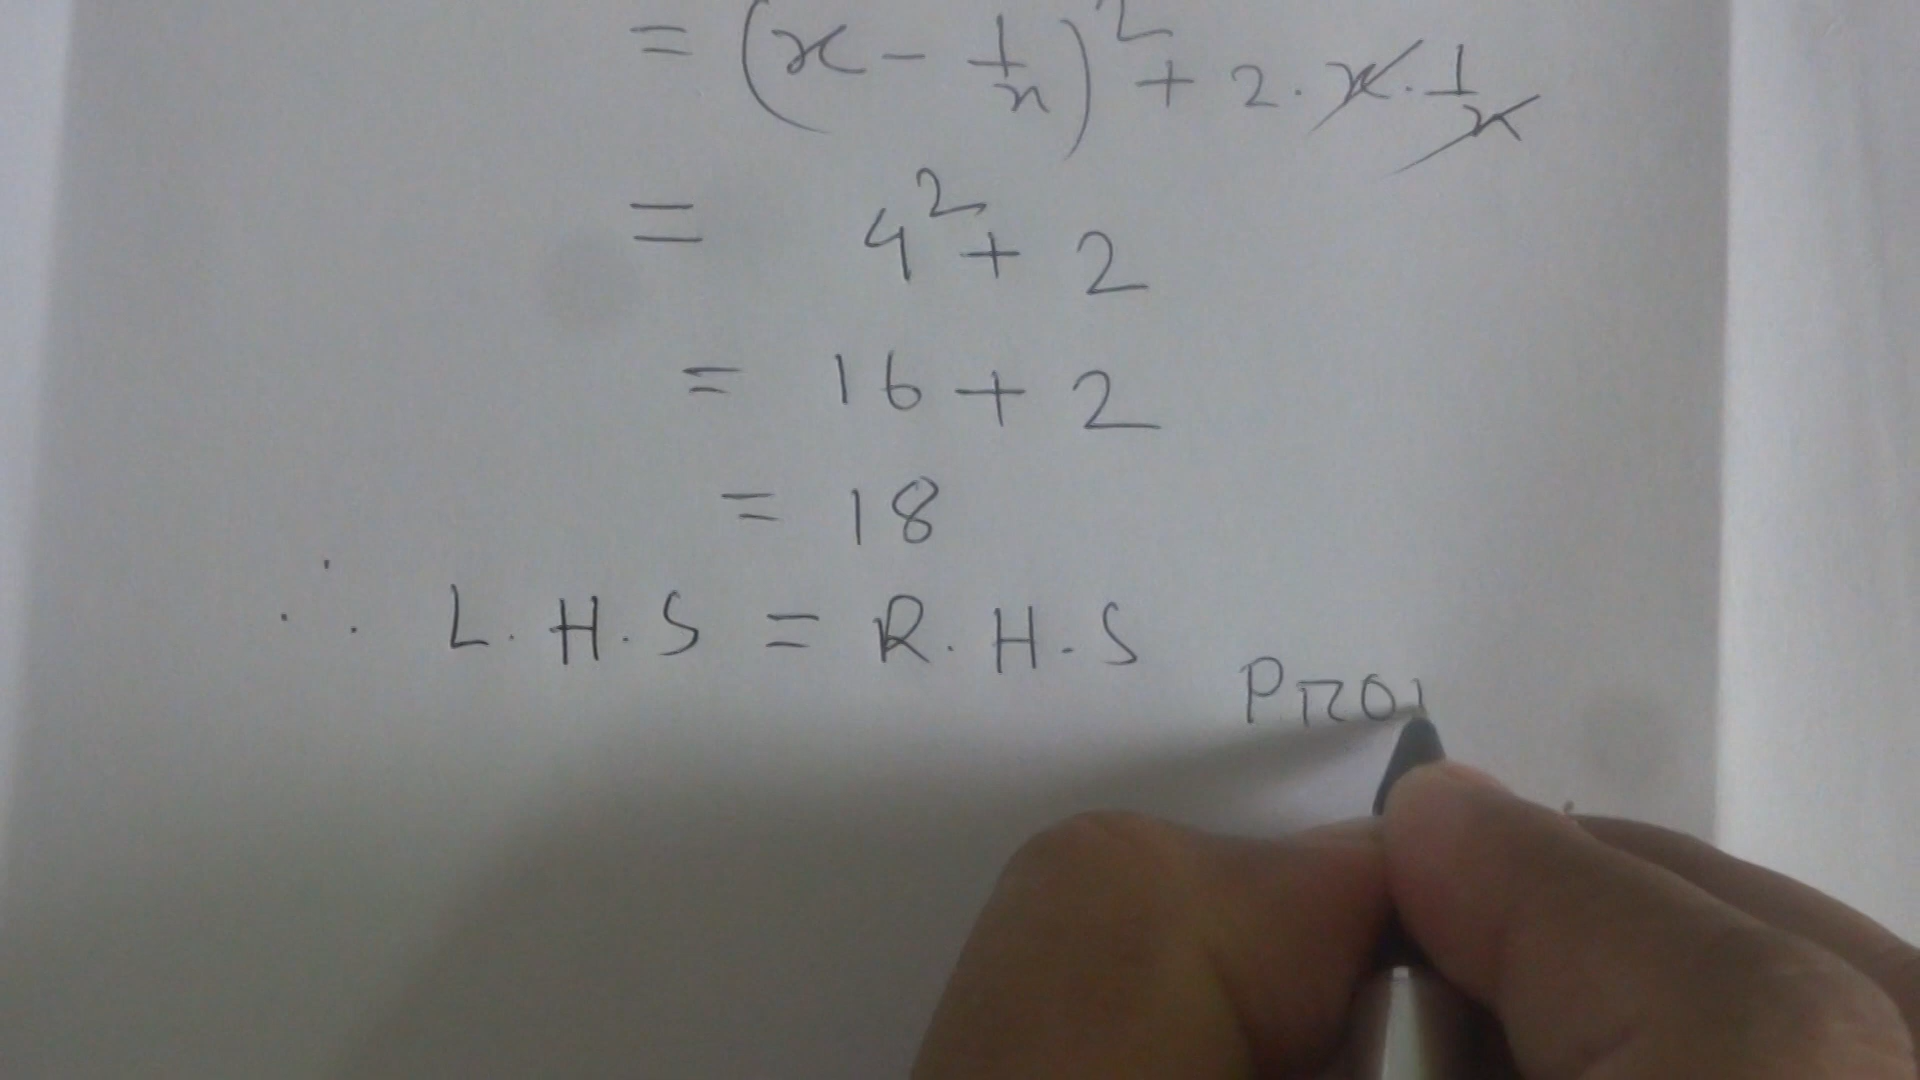 = (x - 1/x)² + 2 . x . 1/x
= 4² + 2
= 16 + 2
= 18
∴ L.H.S = R.H.S